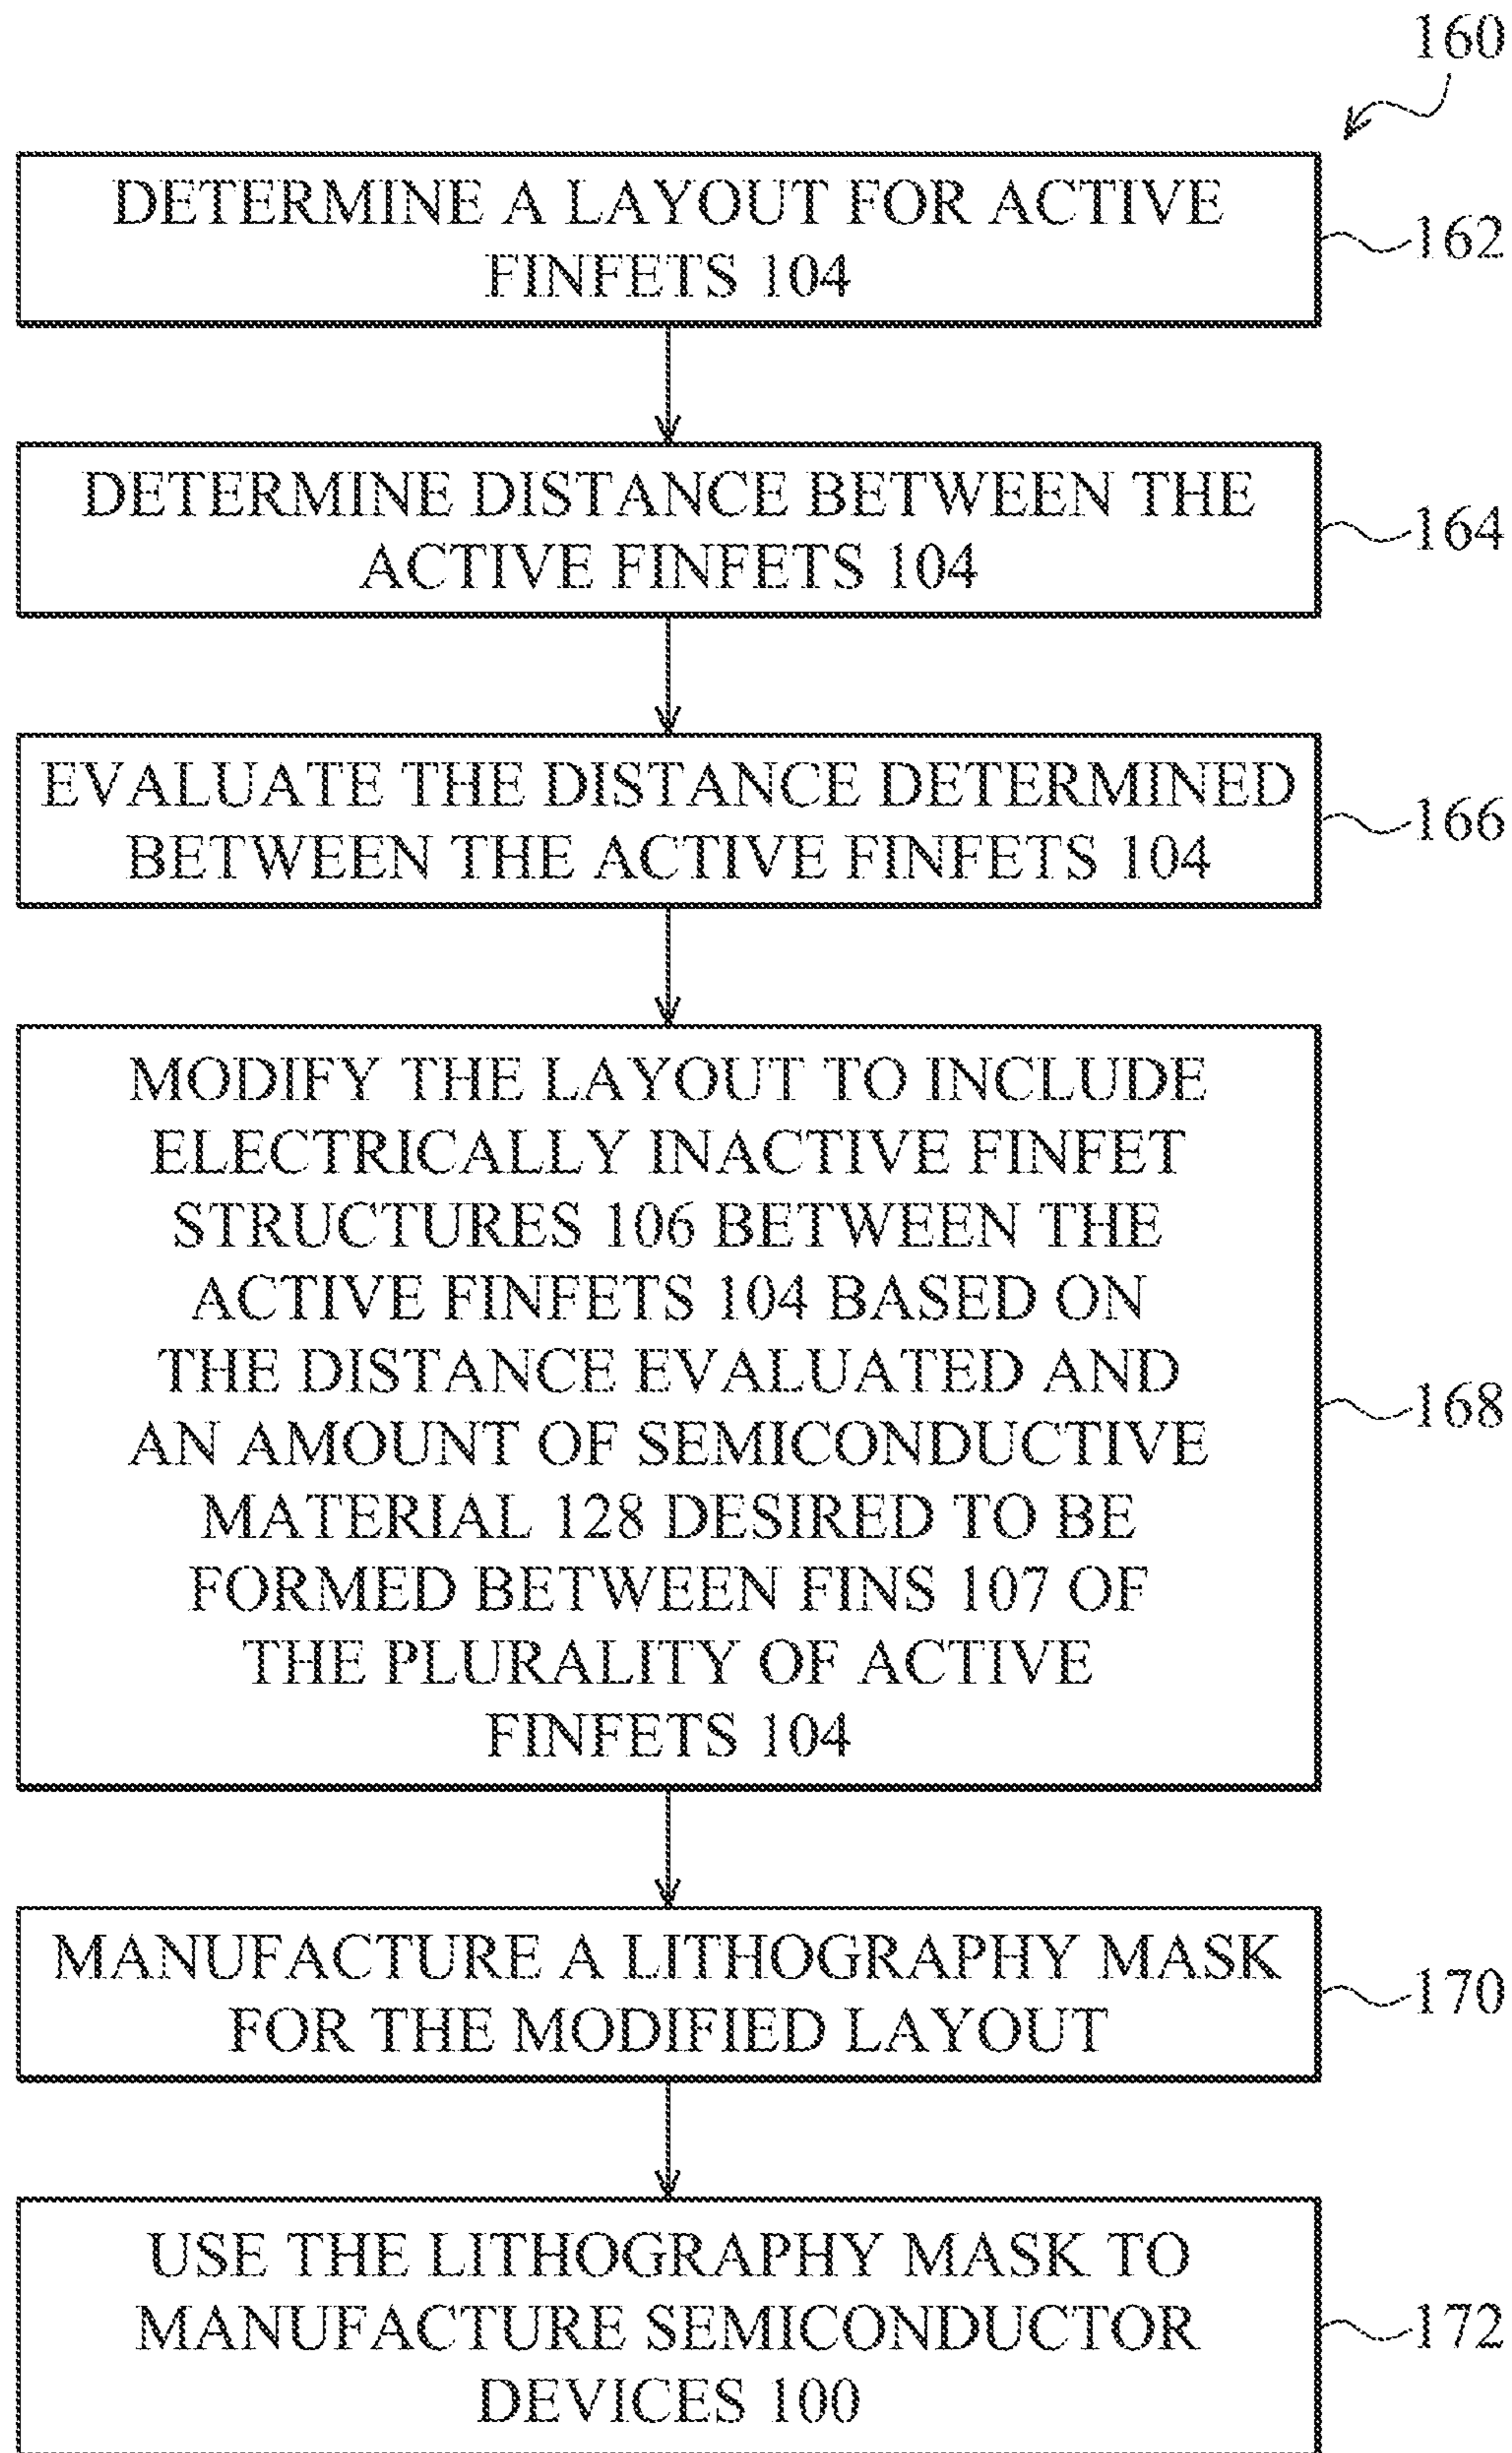 160
DETERMINE A LAYOUT FOR ACTIVE
FINFETS 104
162
DETERMINE DISTANCE BETWEEN THE
ACTIVE FINFETS 104
164
EVALUATE THE DISTANCE DETERMINED
BETWEEN THE ACTIVE FINFETS 104
166
MODIFY THE LAYOUT TO INCLUDE
ELECTRICALLY INACTIVE FINFET
STRUCTURES 106 BETWEEN THE
ACTIVE FINFETS 104 BASED ON
THE DISTANCE EVALUATED AND
AN AMOUNT OF SEMICONDUCTIVE
MATERIAL 128 DESIRED TO BE
FORMED BETWEEN FINS 107 OF
THE PLURALITY OF ACTIVE
FINFETS 104
168
MANUFACTURE A LITHOGRAPHY MASK
FOR THE MODIFIED LAYOUT
170
USE THE LITHOGRAPHY MASK TO
MANUFACTURE SEMICONDUCTOR
DEVICES 100
172